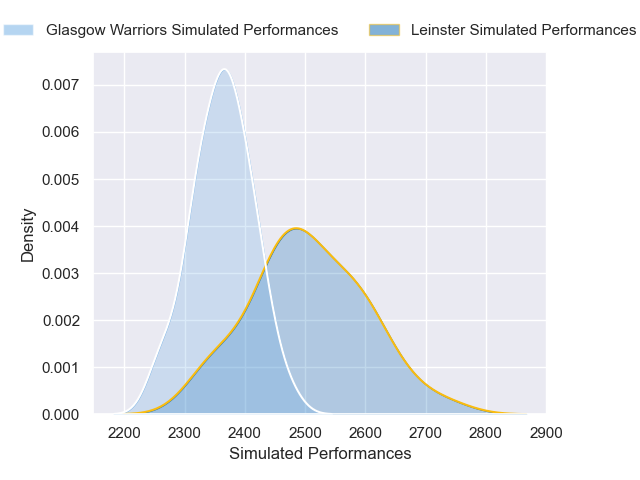 Glasgow Warriors Simulated Performances Leinster Simulated Performances
0.007
0.006
0.005
0.004
0.003
0.002
0.001
0.000
Density
2200 2300 2400 2500 2600 2700 2800 2900
Simulated Performances